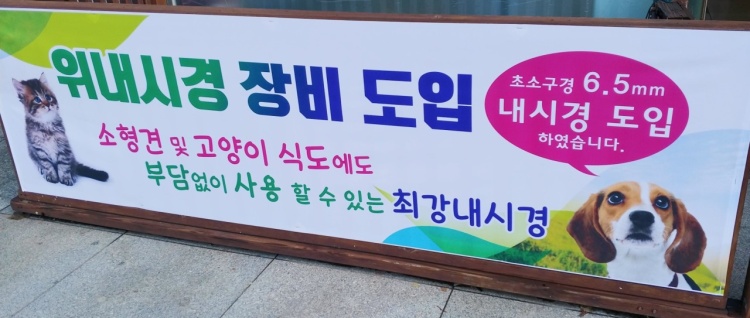 위내시경 장비 도입
초소구경 6.5mm
내시경 도입
하였습니다.
소형견 및 고양이 식도에도
부담없이 사용 할 수 있는 최강내시경